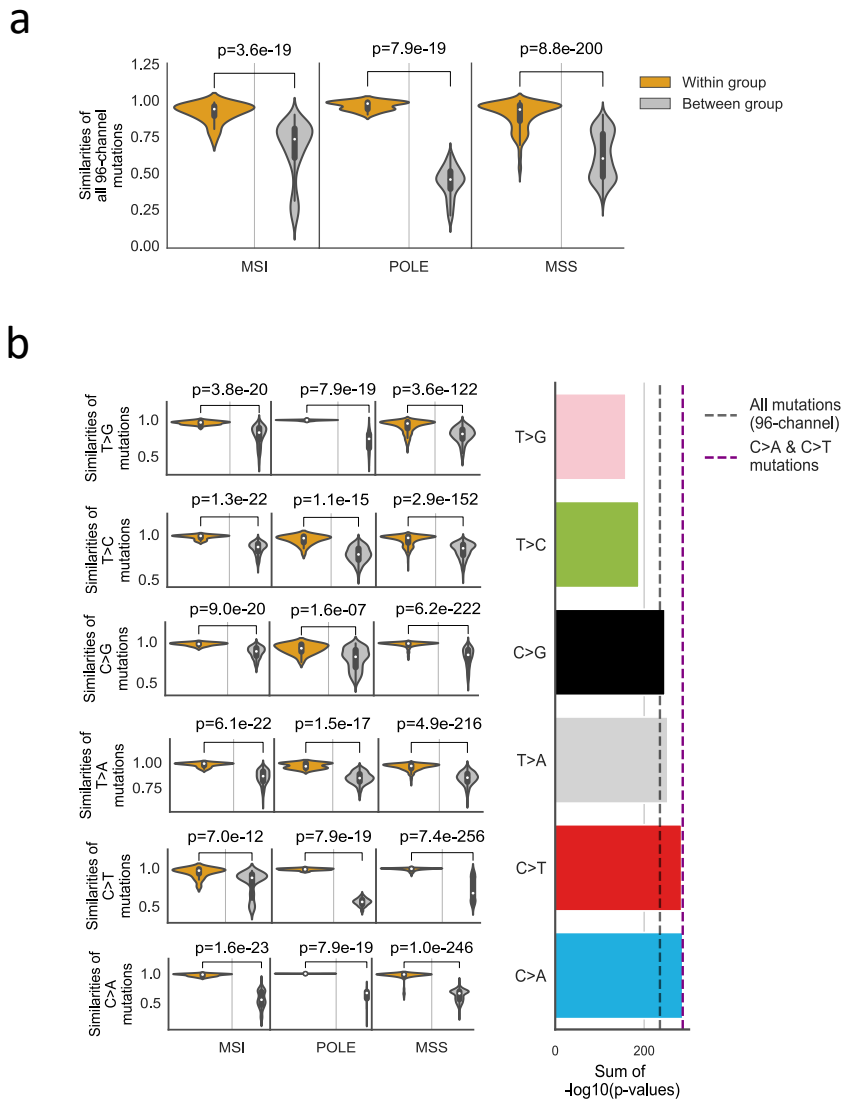 a
p=3.6e-19
p=7.9e-19
p=8.8e-200
Similarities of
all 96-channel
mutations
1.25
1.00
0.75
0.50
0.25
0.00
MSI
POLE
MSS
Within group
Between group
b
p=3.8e-20
p=7.9e-19
p=3.6e-122
Similarities of
T>G
mutations
1.0
0.5
p=1.3e-22
p=1.1e-15
p=2.9e-152
Similarities of
T>C
mutations
1.0
0.5
p=9.0e-20
p=1.6e-07
p=6.2e-222
Similarities of
C>G
mutations
1.0
0.5
p=6.1e-22
p=1.5e-17
p=4.9e-216
Similarities of
T>A
mutations
1.00
0.75
p=7.0e-12
p=7.9e-19
p=7.4e-256
Similarities of
C>T
mutations
1.0
0.5
p=1.6e-23
p=7.9e-19
p=1.0e-246
Similarities of
C>A
mutations
1.0
0.5
MSI
POLE
MSS
T>G
T>C
C>G
T>A
C>T
C>A
0
200
Sum of
-log10(p-values)
All mutations
(96-channel)
C>A & C>T
mutations